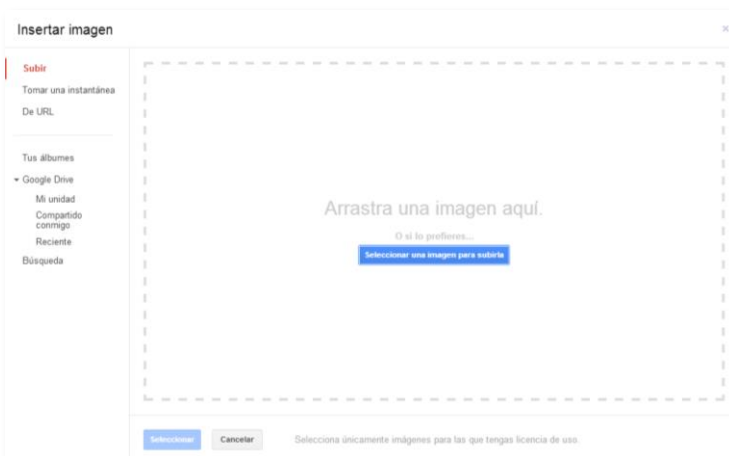 Insertar imagen
×
Subir
Tomar una instantánea
De URL
Tus álbumes
Google Drive
Mi unidad
Compartido
conmigo
Reciente
Búsqueda
Arrastra una imagen aquí.
O si lo prefieres...
Seleccionar una imagen para subirla
Seleccionar
Cancelar
Selecciona únicamente imágenes para las que tengas licencia de uso.